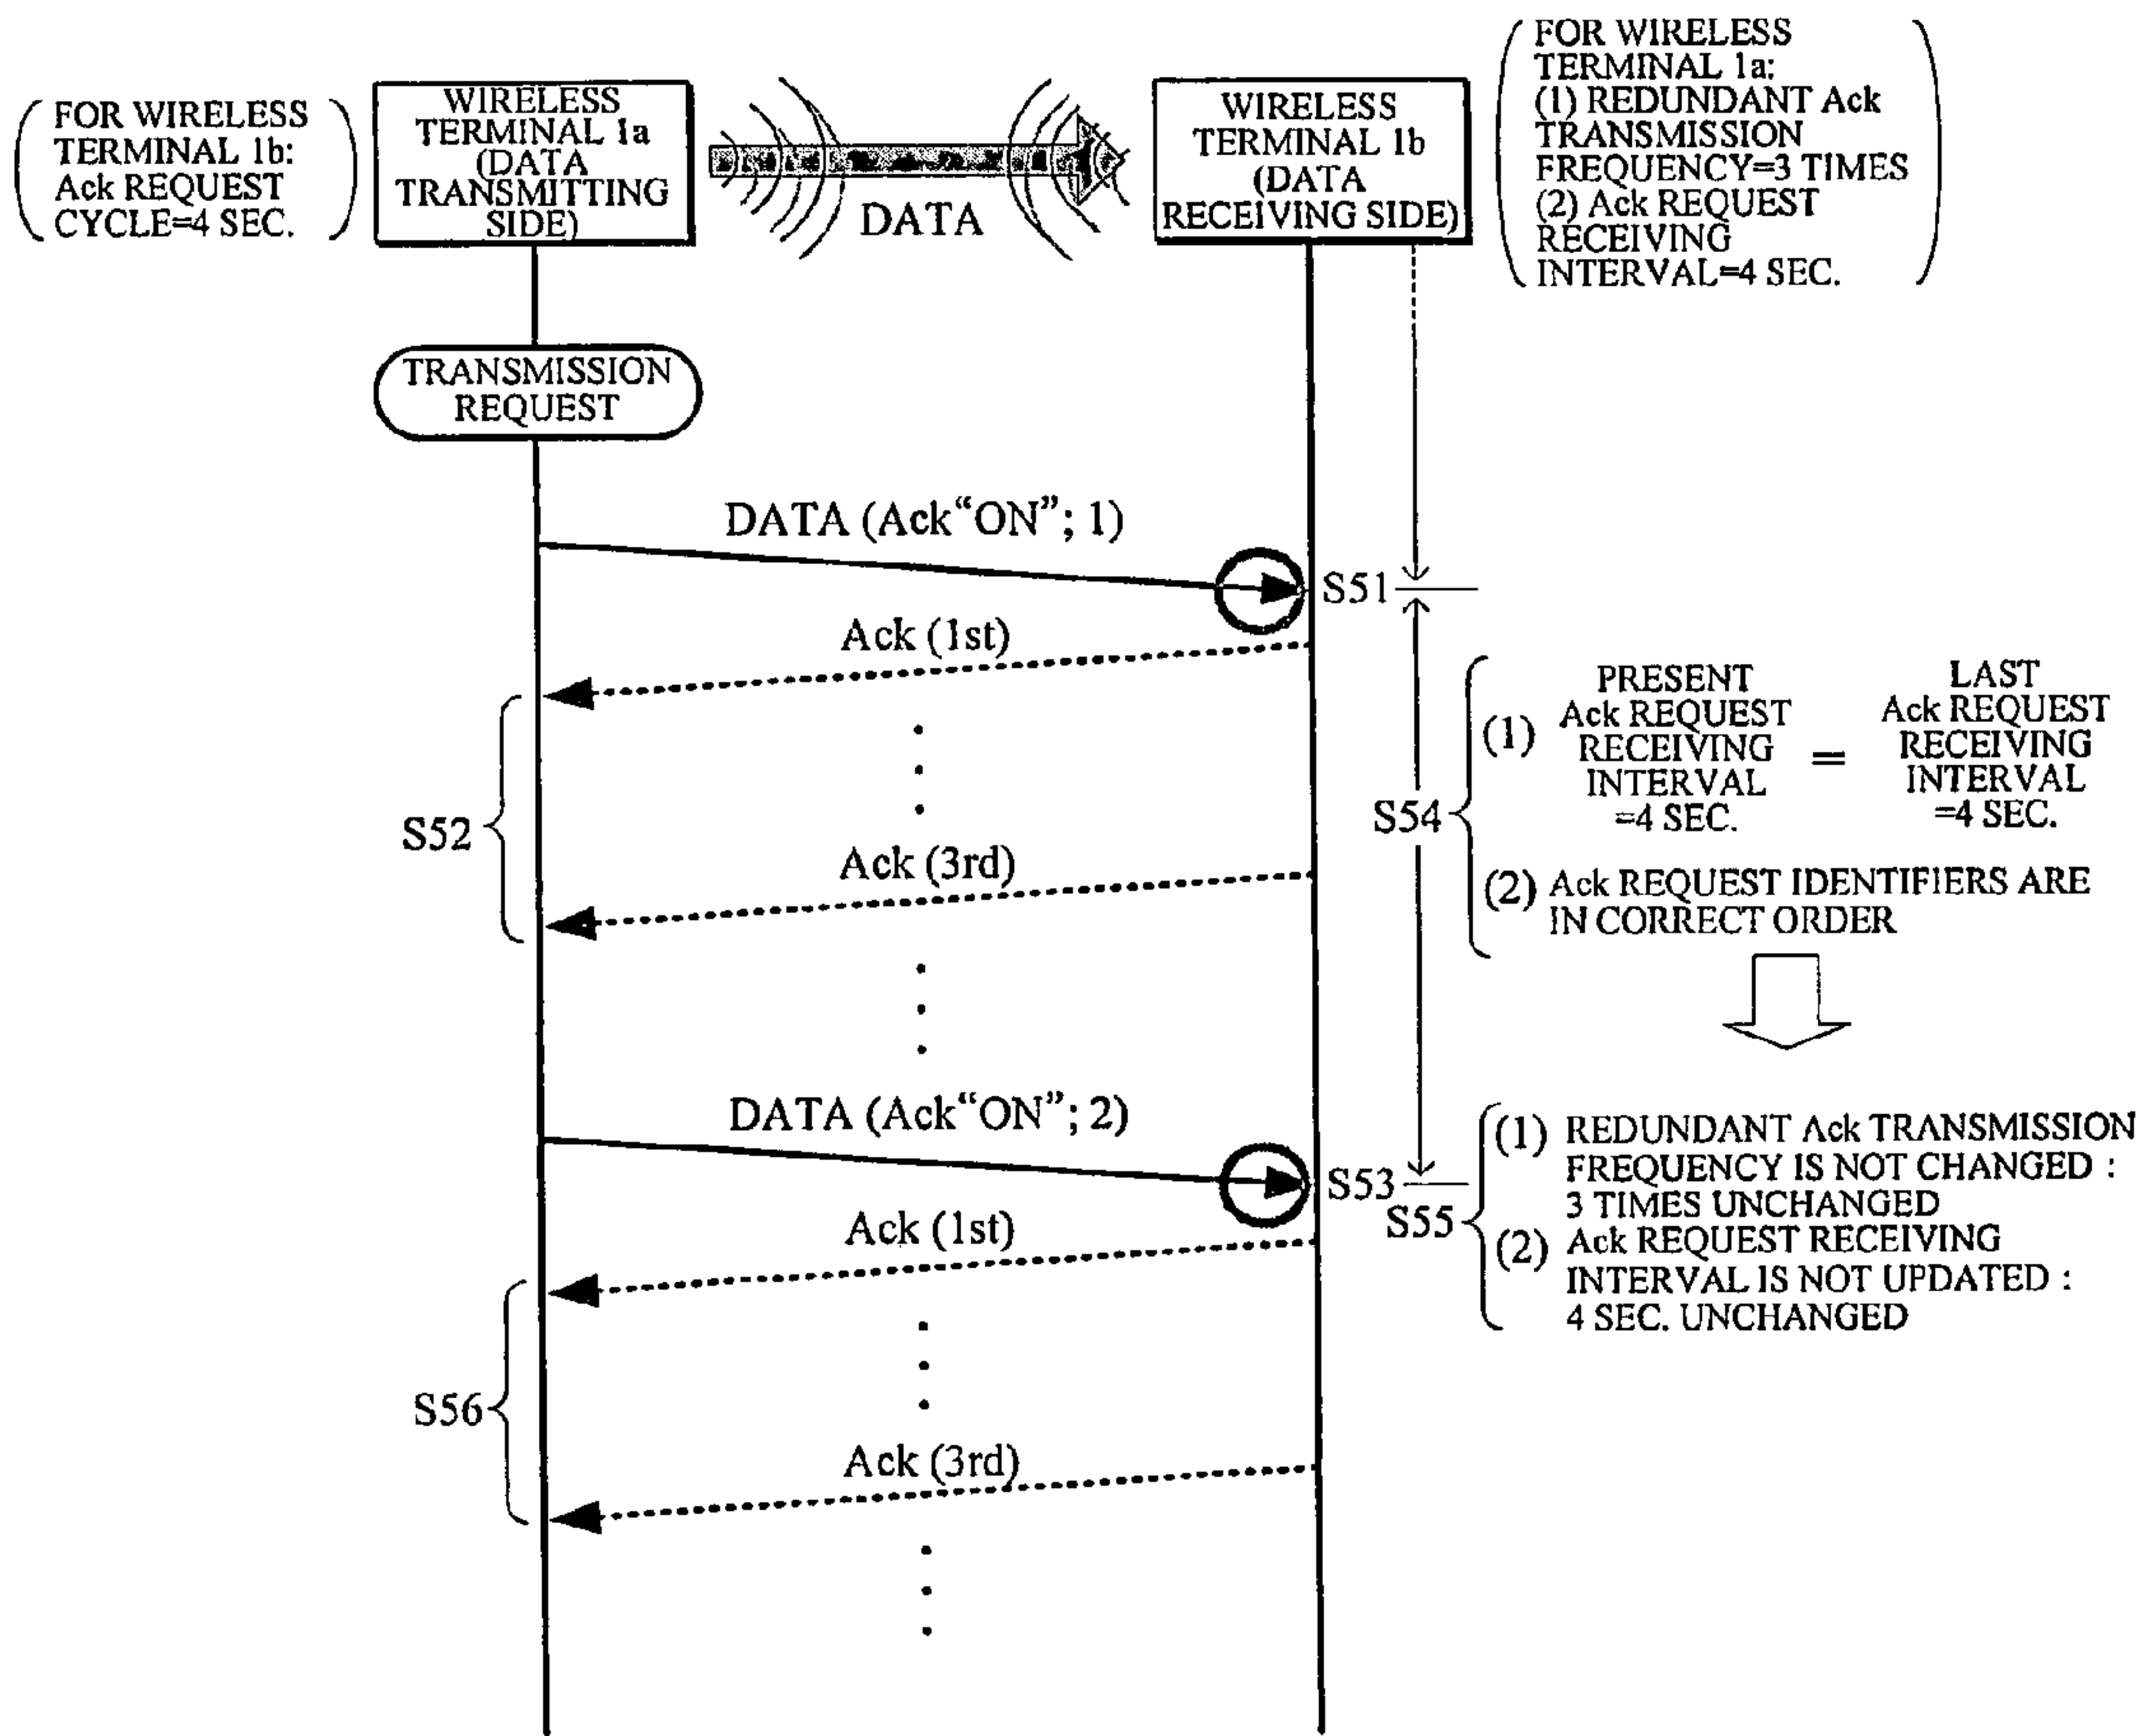 FOR WIRELESS
TERMINAL 1b:
Ack REQUEST
CYCLE=4 SEC.
WIRELESS
TERMINAL 1a
(DATA
TRANSMITTING
SIDE)
DATA
WIRELESS
TERMINAL 1b
(DATA
RECEIVING SIDE)
FOR WIRELESS
TERMINAL 1a:
(1) REDUNDANT Ack
TRANSMISSION
FREQUENCY=3 TIMES
(2) Ack REQUEST
RECEIVING
INTERVAL=4 SEC.
TRANSMISSION
REQUEST
DATA (Ack“ON”; 1)
S51
Ack (1st)
S52
Ack (3rd)
S54
(1)
PRESENT
Ack REQUEST
RECEIVING
INTERVAL
=4 SEC.
=
LAST
Ack REQUEST
RECEIVING
INTERVAL
=4 SEC.
(2) Ack REQUEST IDENTIFIERS ARE
IN CORRECT ORDER
DATA (Ack“ON”; 2)
S53
S55
(1) REDUNDANT Ack TRANSMISSION
FREQUENCY IS NOT CHANGED :
3 TIMES UNCHANGED
(2) Ack REQUEST RECEIVING
INTERVAL IS NOT UPDATED :
4 SEC. UNCHANGED
Ack (1st)
S56
Ack (3rd)